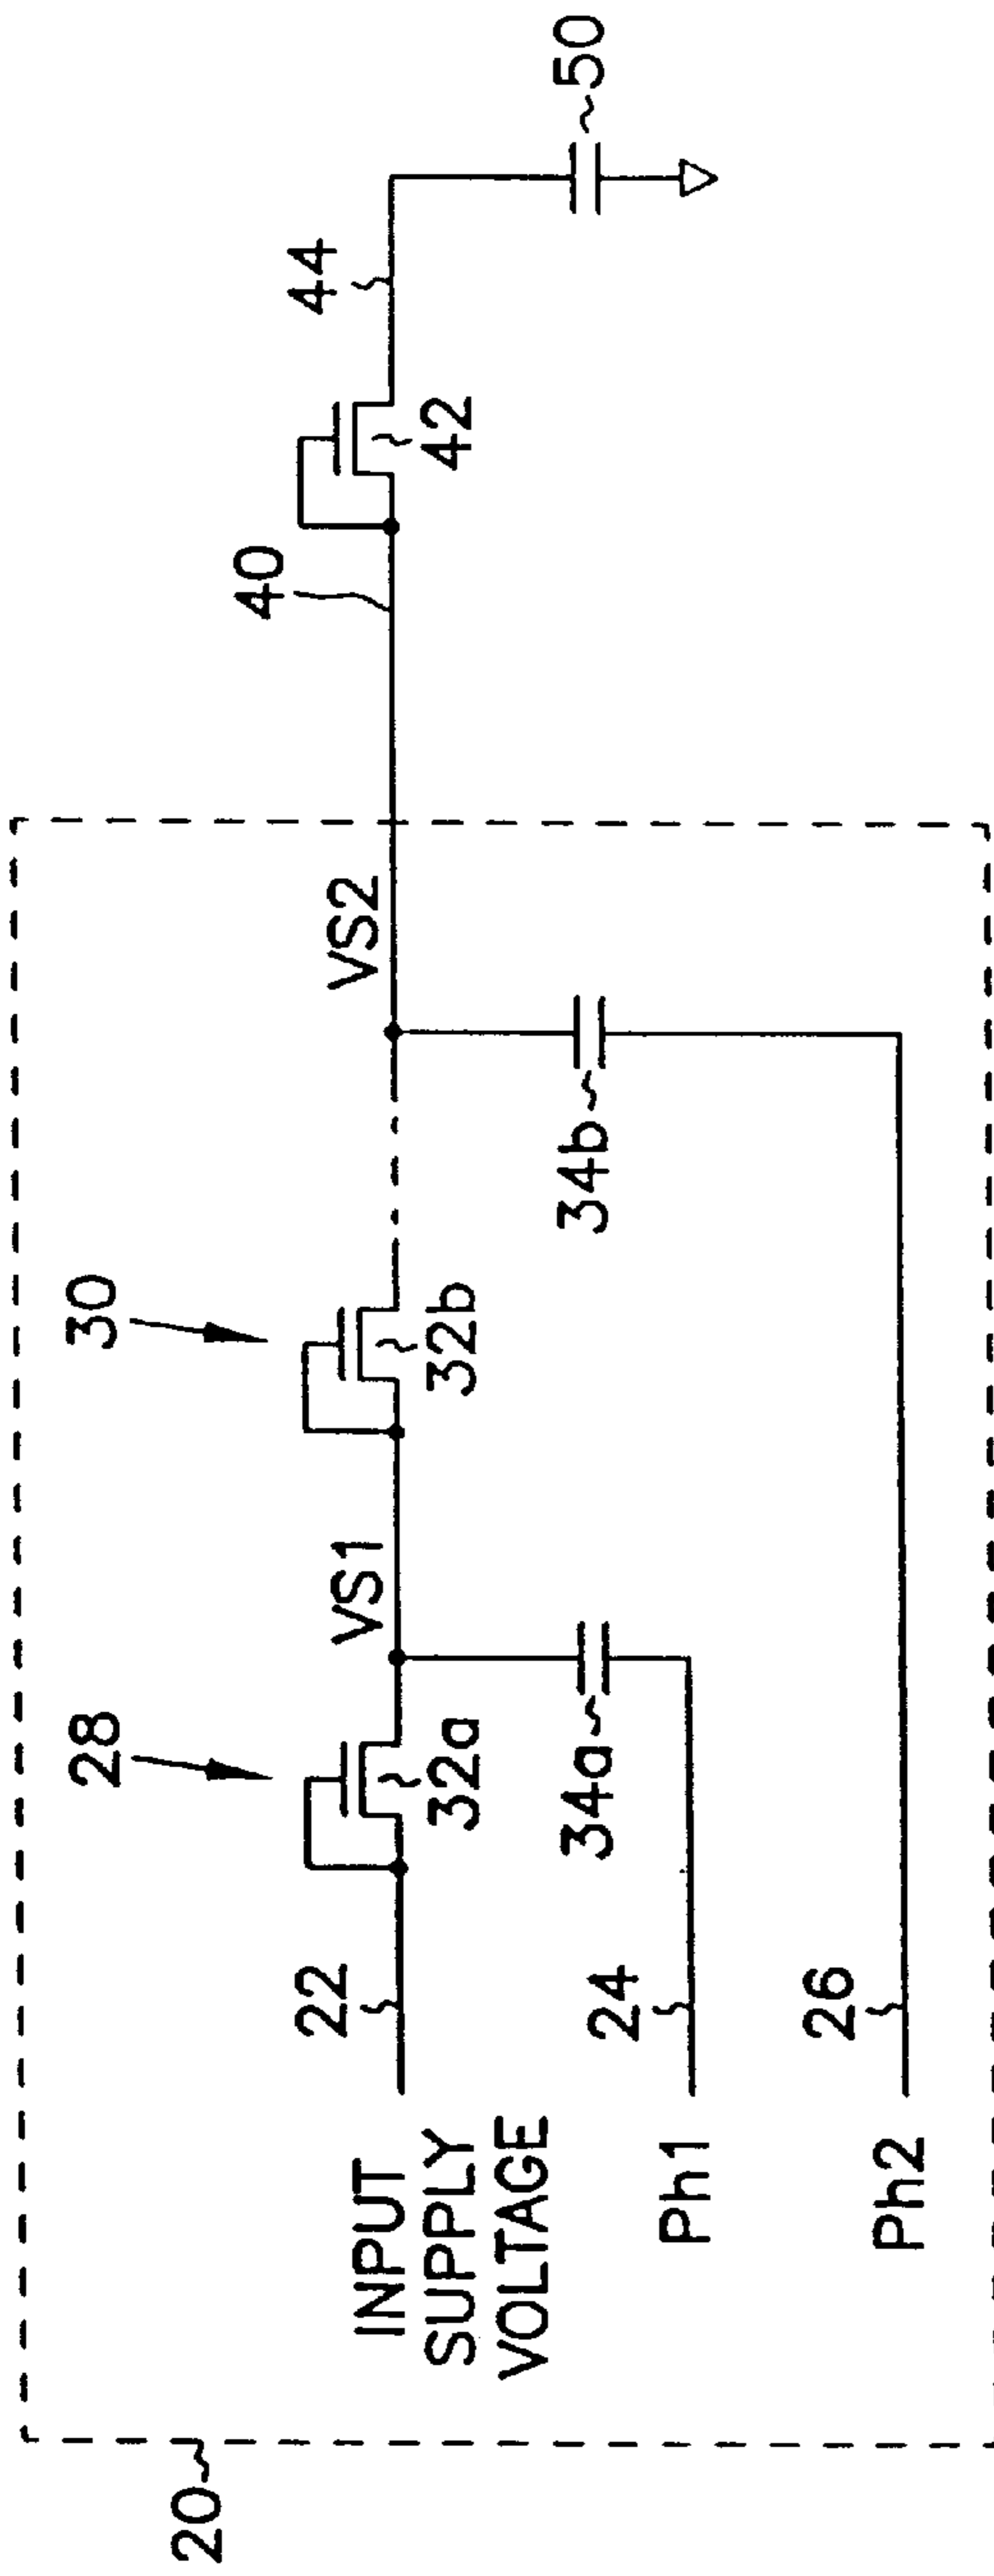 20
30
28
40
44
50
42
VS2
32b
34b
VS1
32a
34a
22
INPUT
SUPPLY
VOLTAGE
24
Ph1
26
Ph2